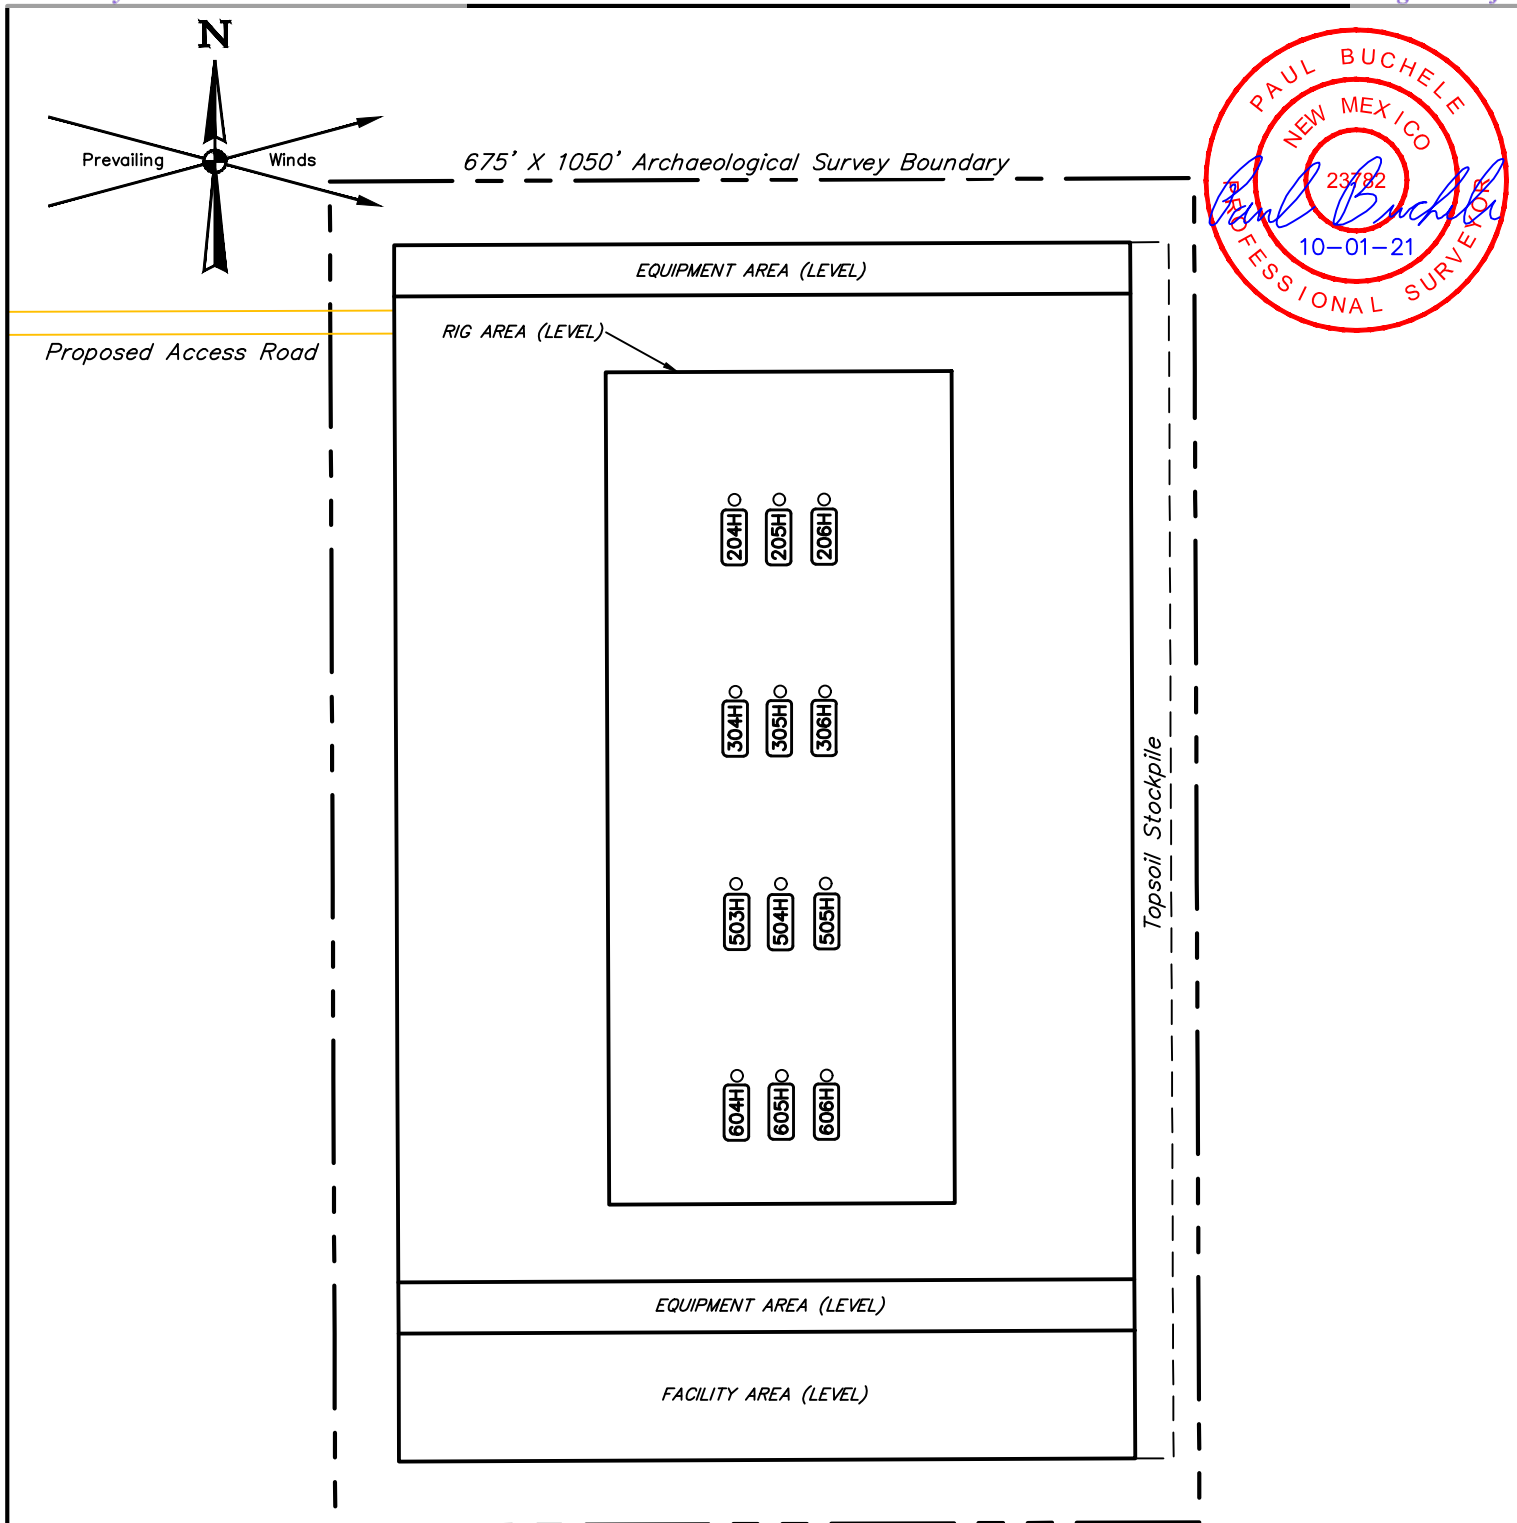 N
Prevailing Winds
675' X 1050' Archaeological Survey Boundary
PAUL BUCHELE
NEW MEXICO
23782
Paul Buchele
10-01-21
PROFESSIONAL SURVEYOR
EQUIPMENT AREA (LEVEL)
RIG AREA (LEVEL)
Proposed Access Road
204H 205H 206H
304H 305H 306H
Topsoil Stockpile
503H 504H 505H
604H 605H 606H
EQUIPMENT AREA (LEVEL)
FACILITY AREA (LEVEL)